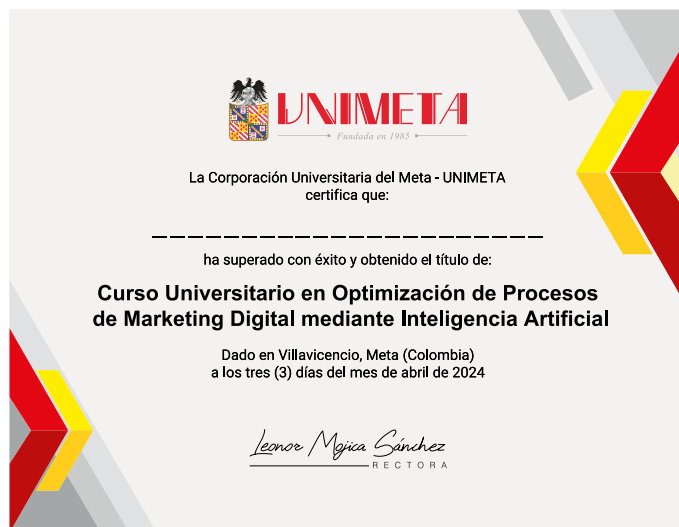 UNIMETA
Fundada en 1985
La Corporación Universitaria del Meta - UNIMETA
certifica que:
ha superado con éxito y obtenido el título de:
Curso Universitario en Optimización de Procesos
de Marketing Digital mediante Inteligencia Artificial
Dado en Villavicencio, Meta (Colombia)
a los tres (3) días del mes de abril de 2024
Leonor Mojica Sánchez
RECTORA